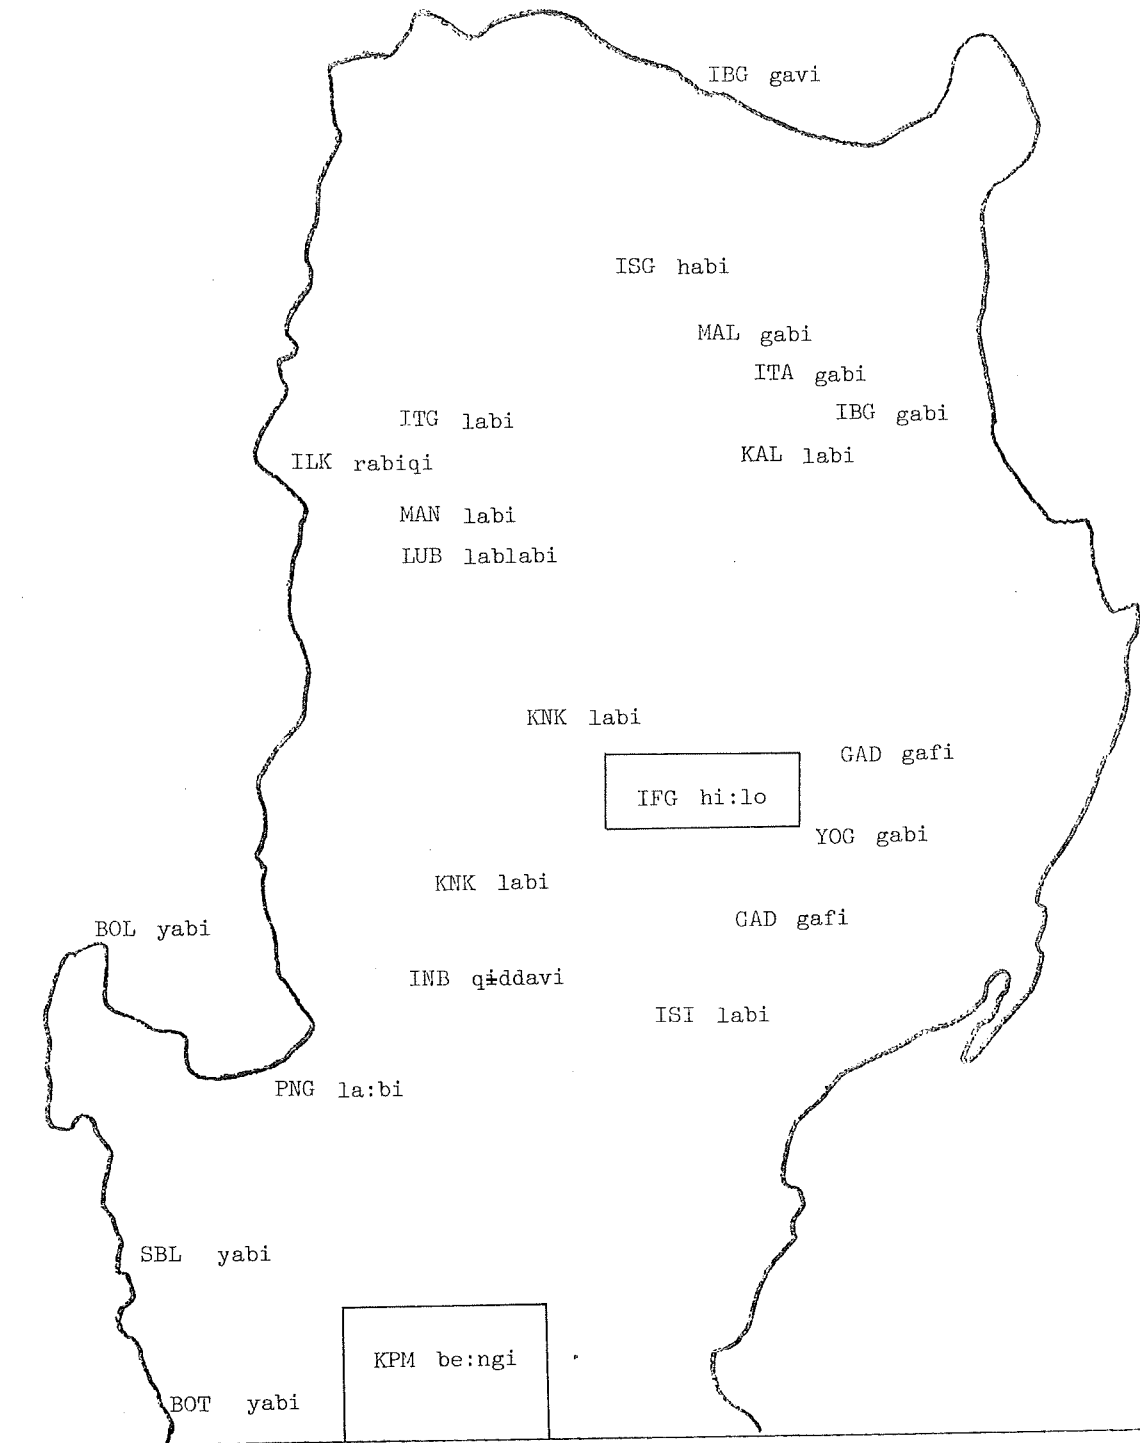 IBG gavi
ISG habi
MAL gabi
ITA gabi
IBG gabi
ITG labi
KAL labi
ILK rabiqi
MAN labi
LUB lablabi
KNK labi
GAD gafi
IFG hi:lo
YOG gabi
KNK labi
GAD gafi
BOL yabi
INB qɨddavi
ISI labi
PNG la:bi
SBL yabi
KPM be:ngi
BOT yabi